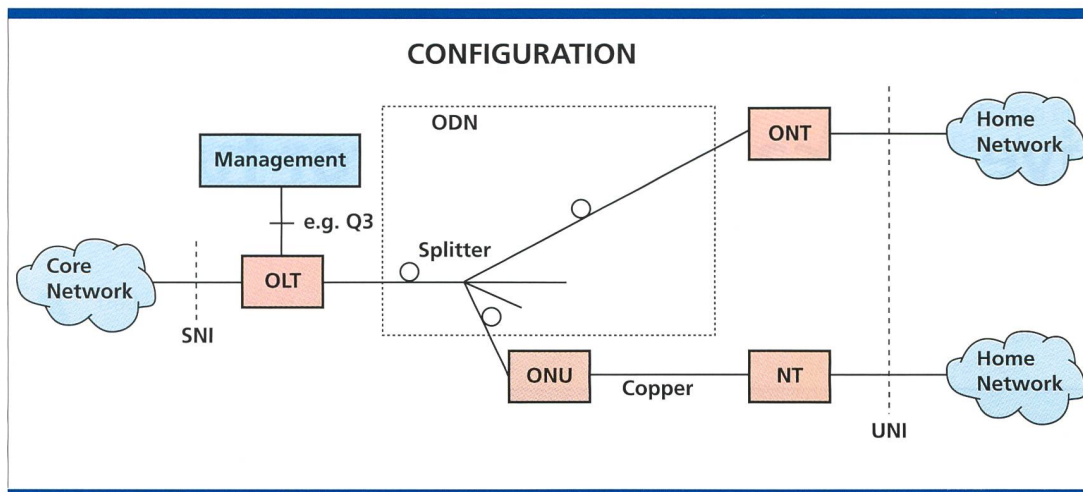 CONFIGURATION
ODN
ONT
Home
Network
Management
e.g. Q3
Splitter
Core
Network
OLT
SNI
ONU
Copper
NT
Home
Network
UNI